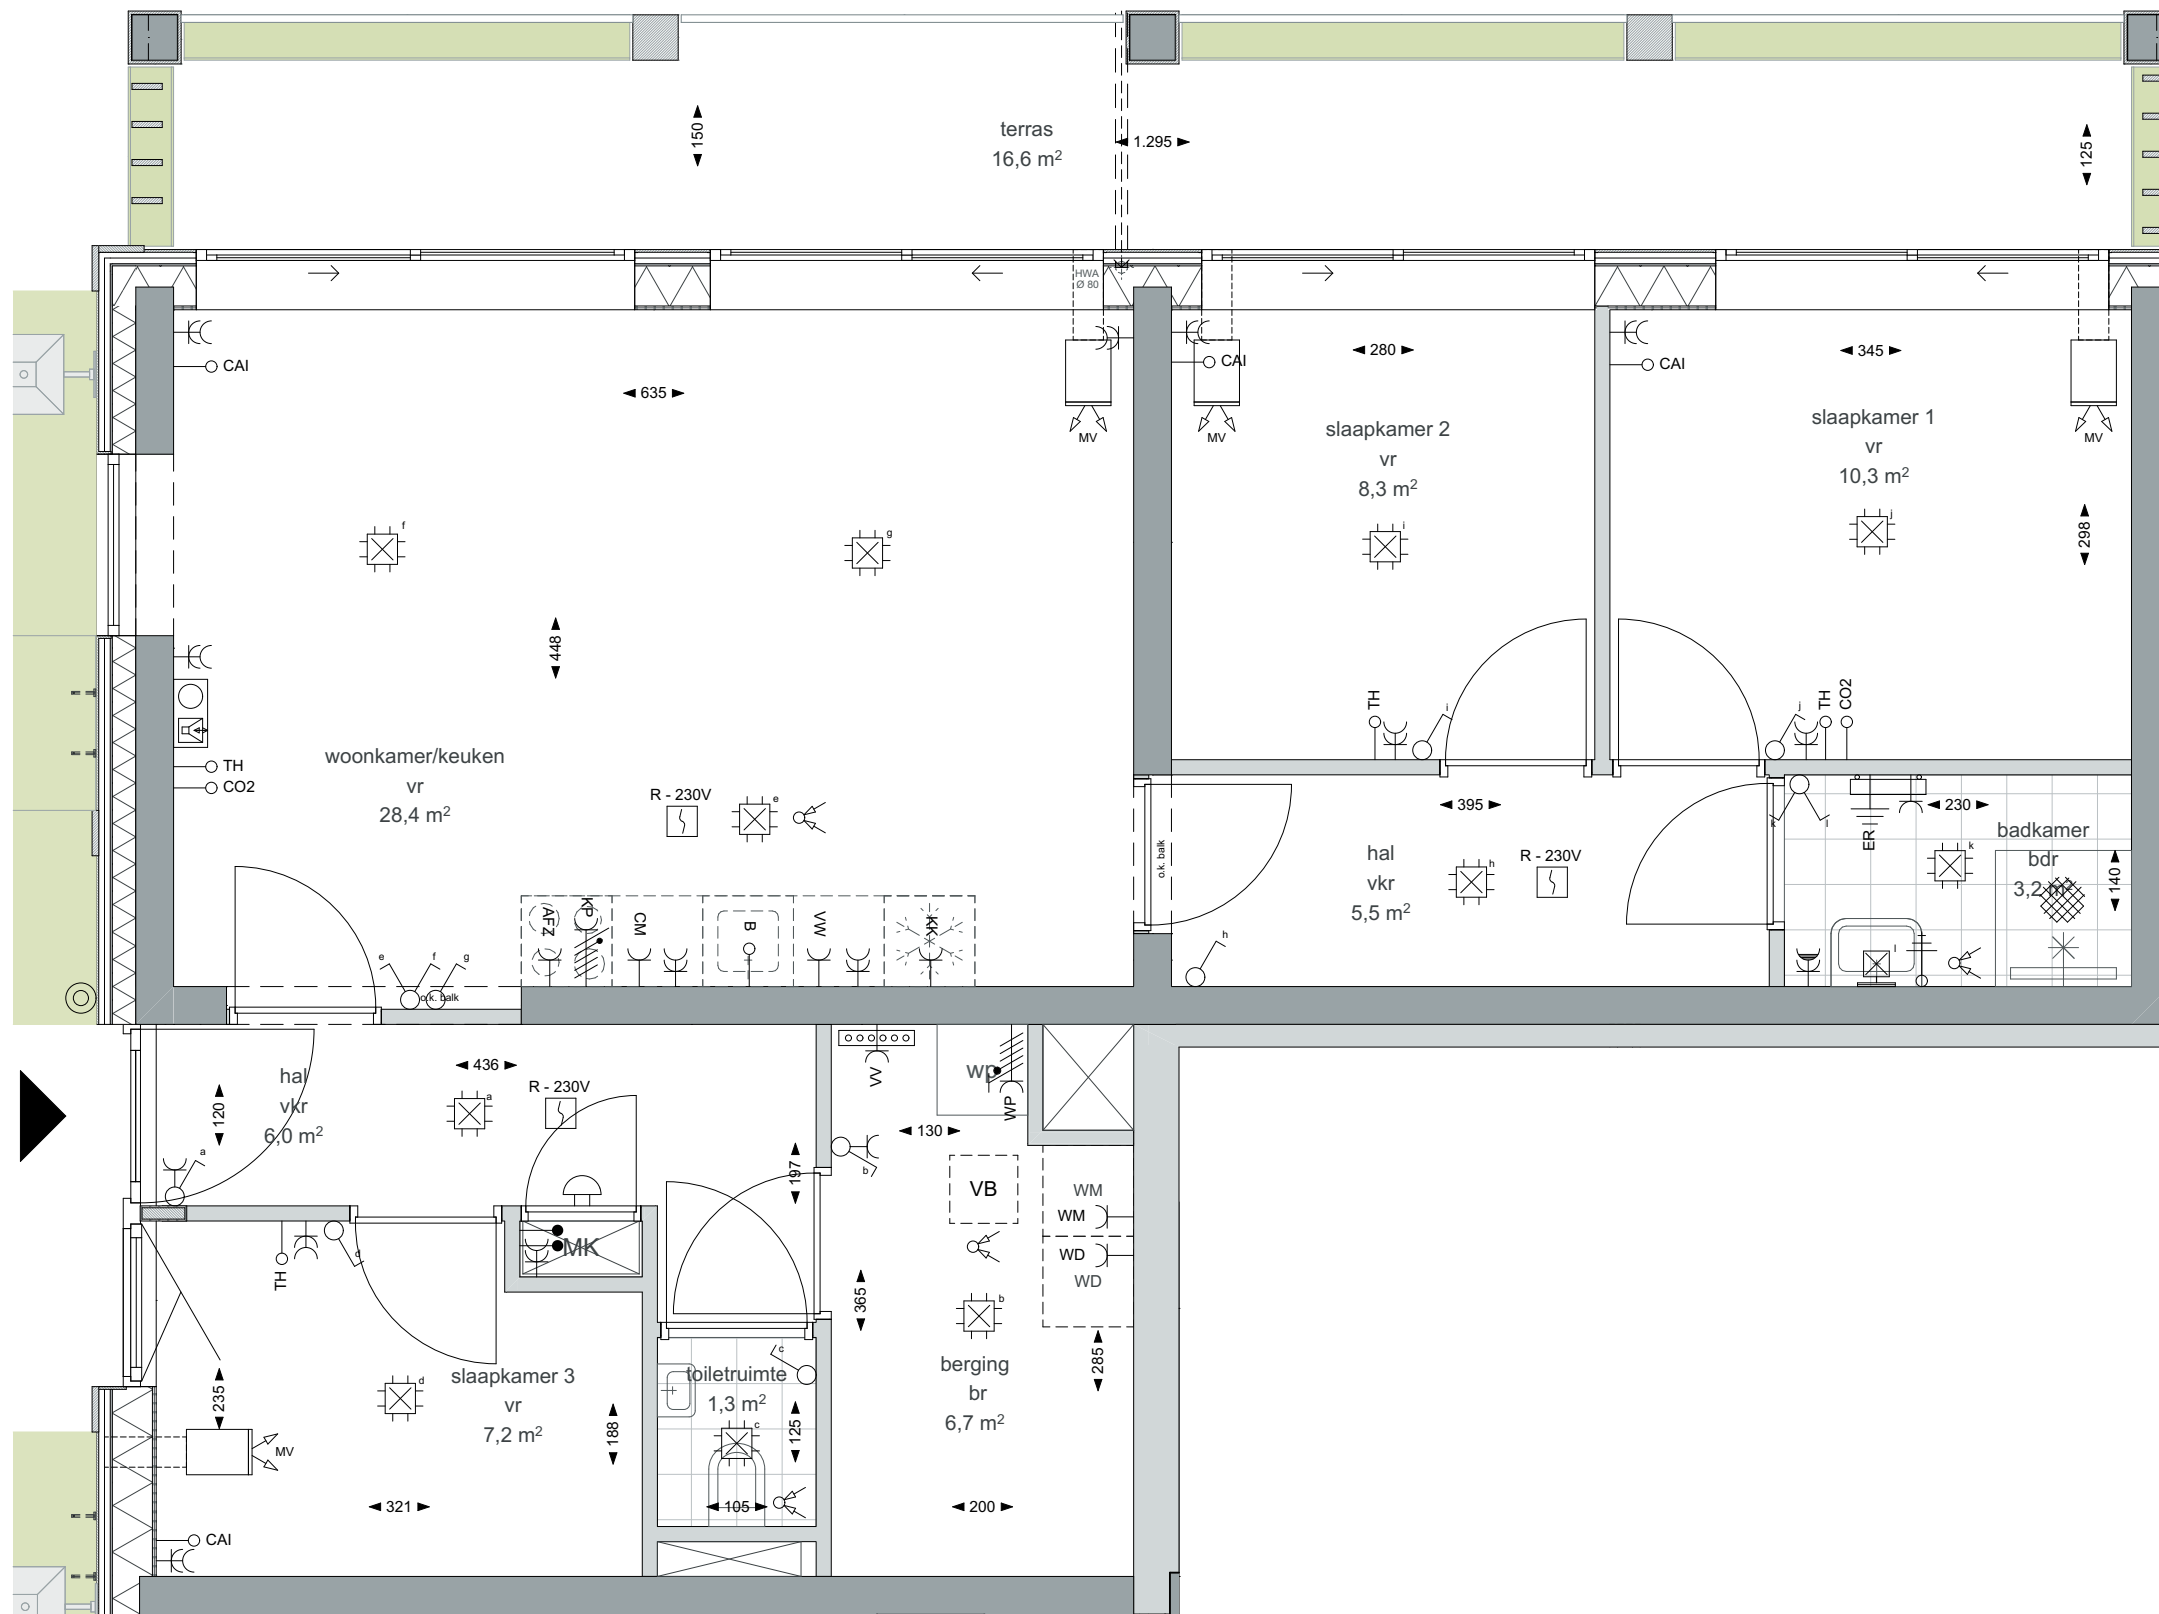 150
terras
16,6 m²
1.295
125
HWA
Ø 80
CAI
635
MV
CAI
MV
280
slaapkamer 2
vr
8,3 m²
CAI
345
slaapkamer 1
vr
10,3 m²
MV
298
f
g
i
j
448
TH
CO2
woonkamer/keuken
vr
28,4 m²
R - 230V
e
TH
i
j
TH
CO2
o.k. balk
395
hal
vkr
5,5 m²
h
R - 230V
h
k
l
ER
230
badkamer
bdr
3,2 m²
k
140
l
e
f
g
o.k. balk
AFZ
KP
CM
B
VW
KK
hal
vkr
6,0 m²
120
a
436
a
R - 230V
197
VV
wp
WP
130
b
VB
WM
WM
WD
WD
TH
d
MK
365
b
285
berging
br
6,7 m²
235
MV
d
slaapkamer 3
vr
7,2 m²
188
toiletruimte
1,3 m²
c
c
125
321
105
200
CAI